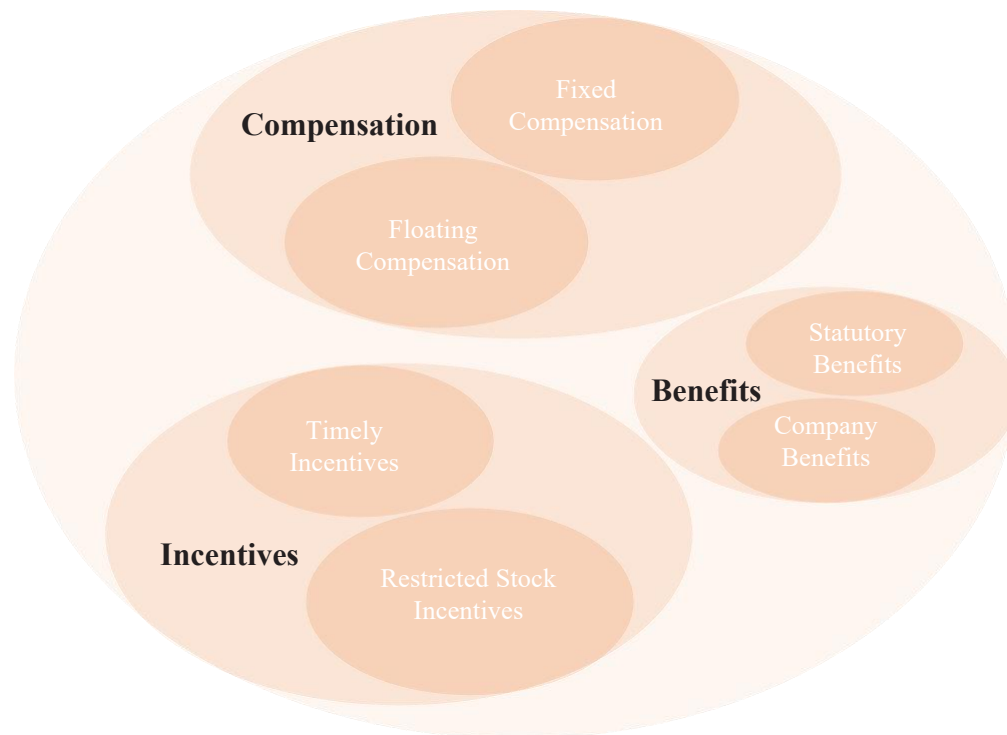 Fixed
Compensation
Compensation
Floating
Compensation
Statutory
Benefits
Benefits
Company
Benefits
Timely
Incentives
Incentives
Restricted Stock
Incentives